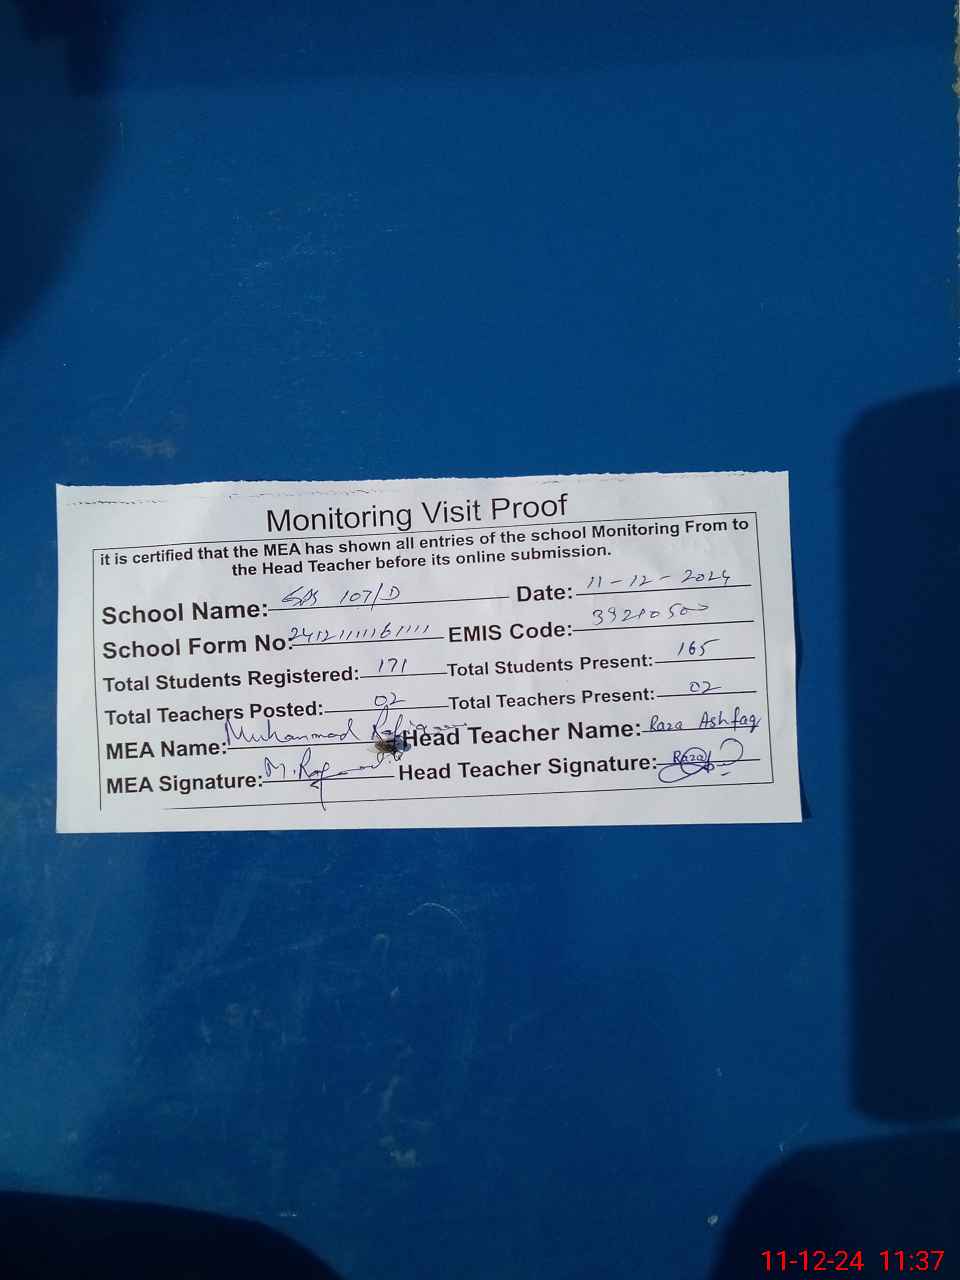 Monitoring Visit Proof
it is certified that the MEA has shown all entries of the school Monitoring From to
the Head Teacher before its online submission.
School Name: GPS 107/D Date: 11-12-2024
School Form No: EMIS Code: 39210500
Total Students Registered: 171 Total Students Present: 165
Total Teachers Posted: 02 Total Teachers Present: 02
MEA Name: Muhammad Head Teacher Name: Raza Ashfaq
MEA Signature: Head Teacher Signature: Raza
11-12-24 11:37